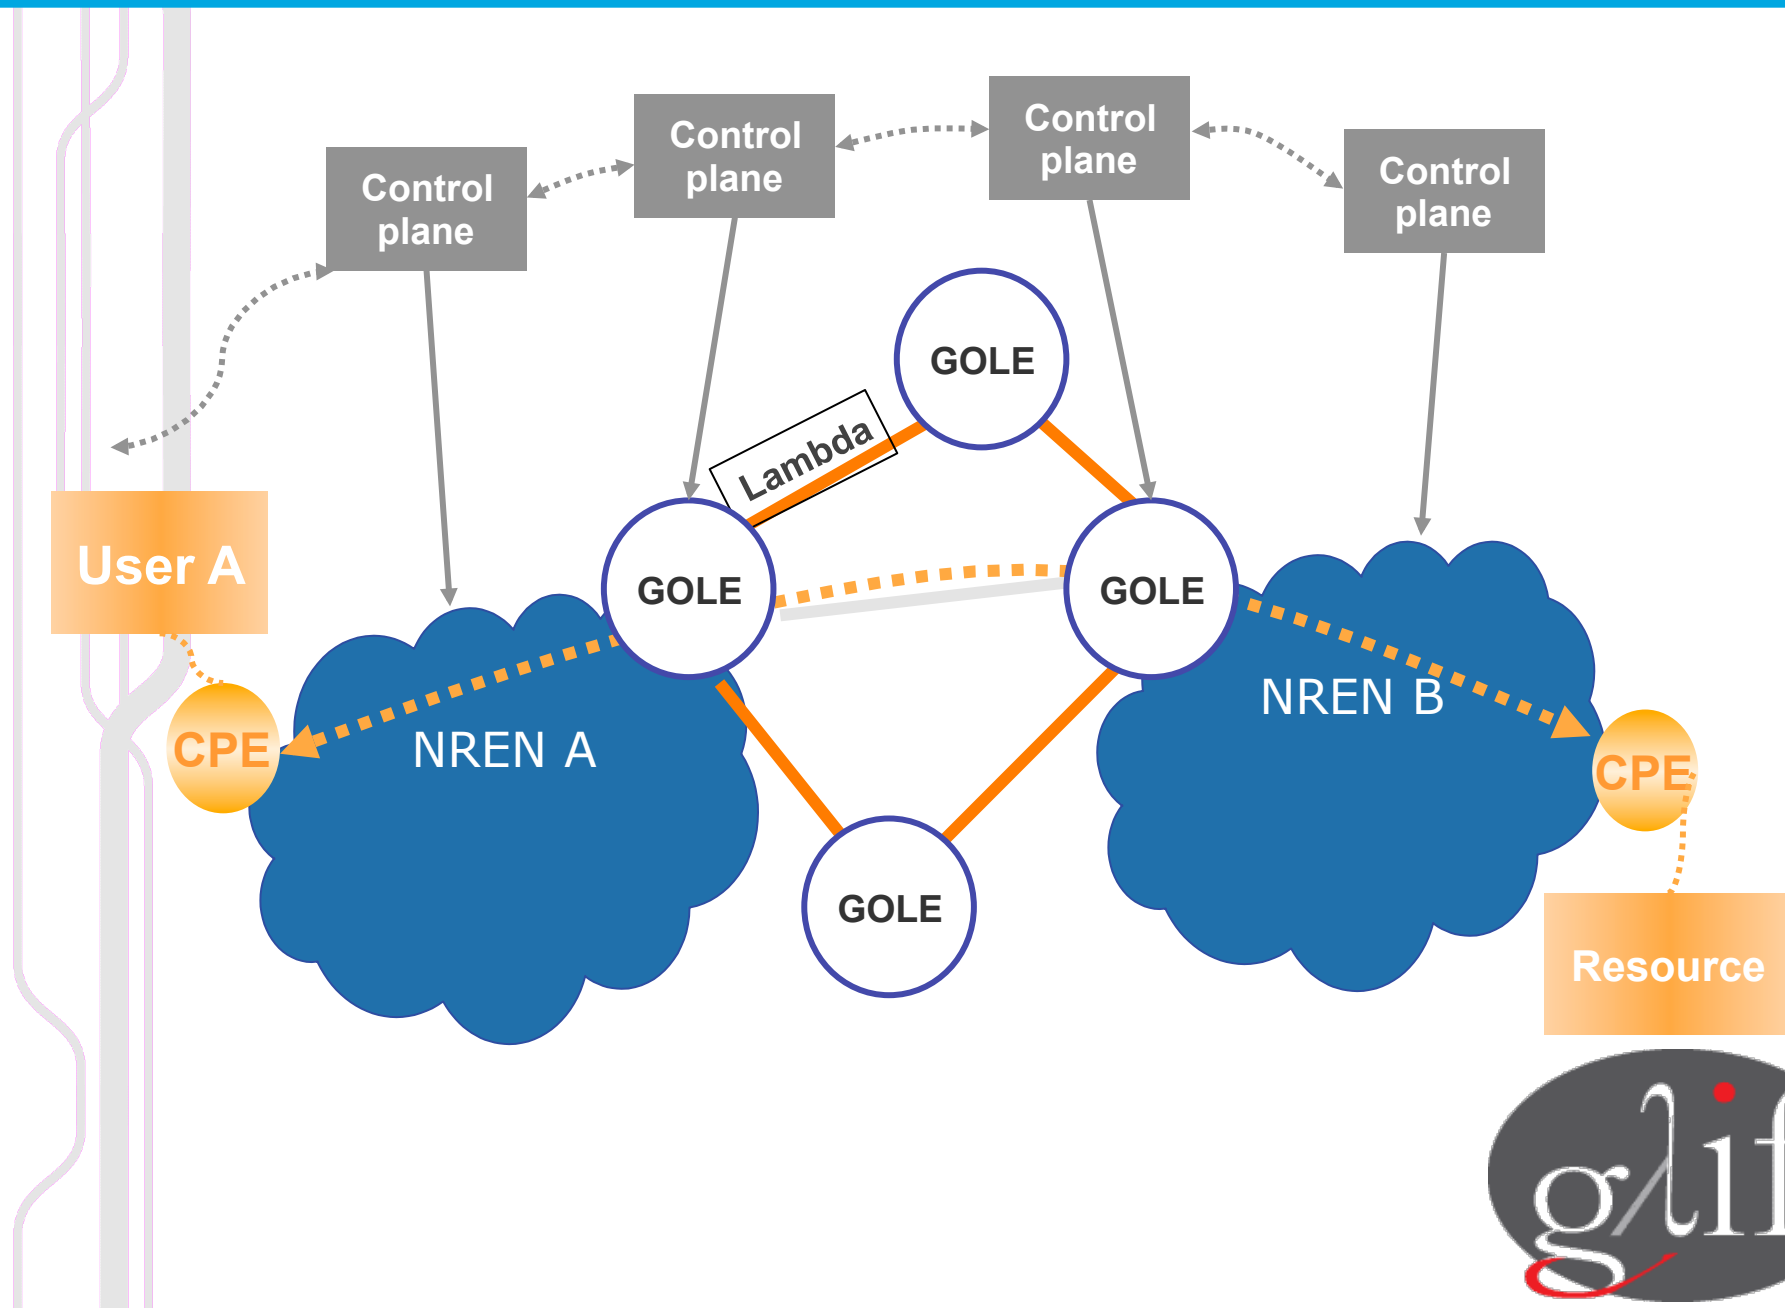 Control
plane
Control
plane
Control
plane
Control
plane
GOLE
Lambda
User A
GOLE
GOLE
NREN B
CPE
NREN A
CPE
GOLE
Resource
glif